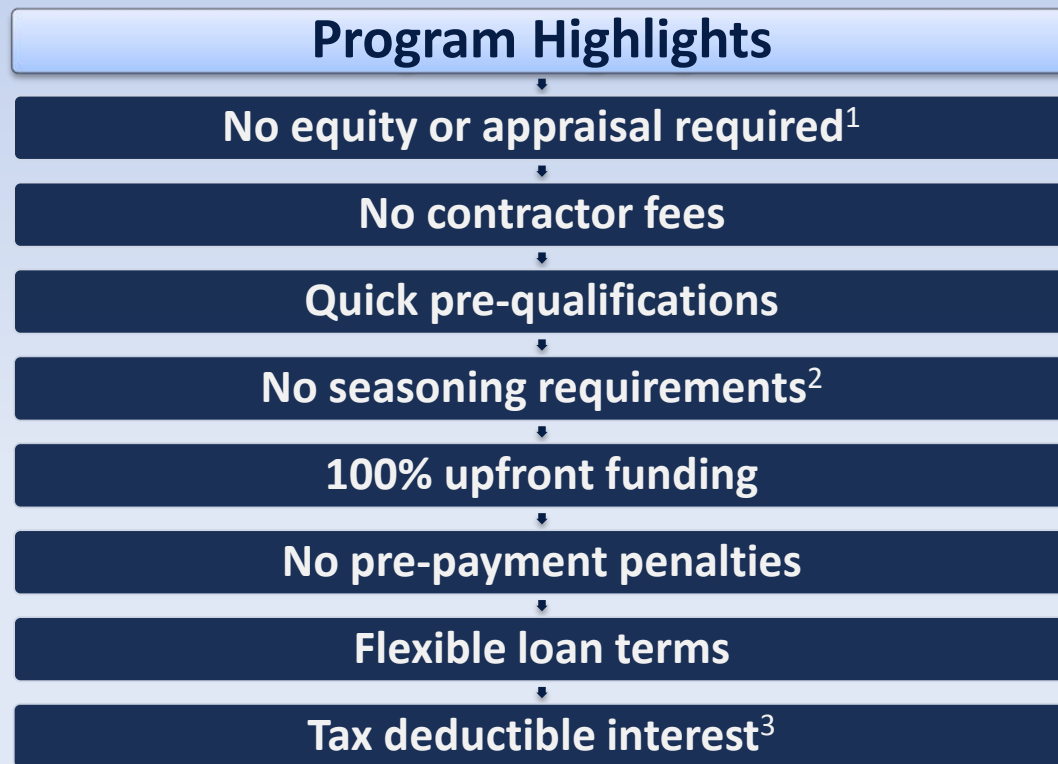 Program Highlights
No equity or appraisal required¹
No contractor fees
Quick pre-qualifications
No seasoning requirements²
100% upfront funding
No pre-payment penalties
Flexible loan terms
Tax deductible interest³